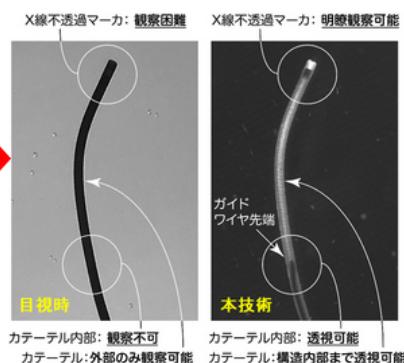 X線不透過マーカ：観察困難
X線不透過マーカ：明瞭観察可能
ガイド
ワイヤ先端
目視時
本技術
カテーテル内部：観察不可
カテーテル：外部のみ観察可能
カテーテル内部：透視可能
カテーテル：構造内部まで透視可能